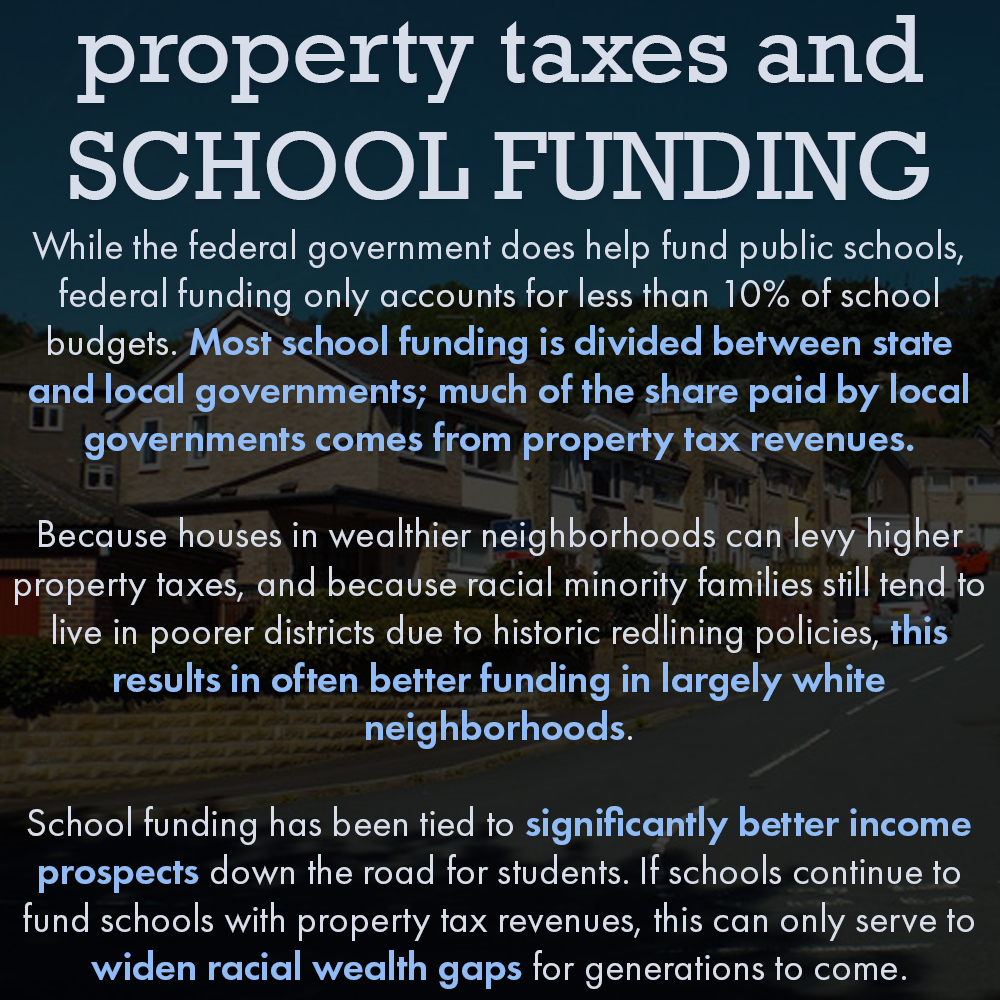 property taxes and
SCHOOL FUNDING
While the federal government does help fund public schools,
federal funding only accounts for less than 10% of school
budgets. Most school funding is divided between state
and local governments; much of the share paid by local
governments comes from property tax revenues.
Because houses in wealthier neighborhoods can levy higher
property taxes, and because racial minority families still tend to
live in poorer districts due to historic redlining policies, this
results in often better funding in largely white
neighborhoods.
School funding has been tied to significantly better income
prospects down the road for students. If schools continue to
fund schools with property tax revenues, this can only serve to
widen racial wealth gaps for generations to come.